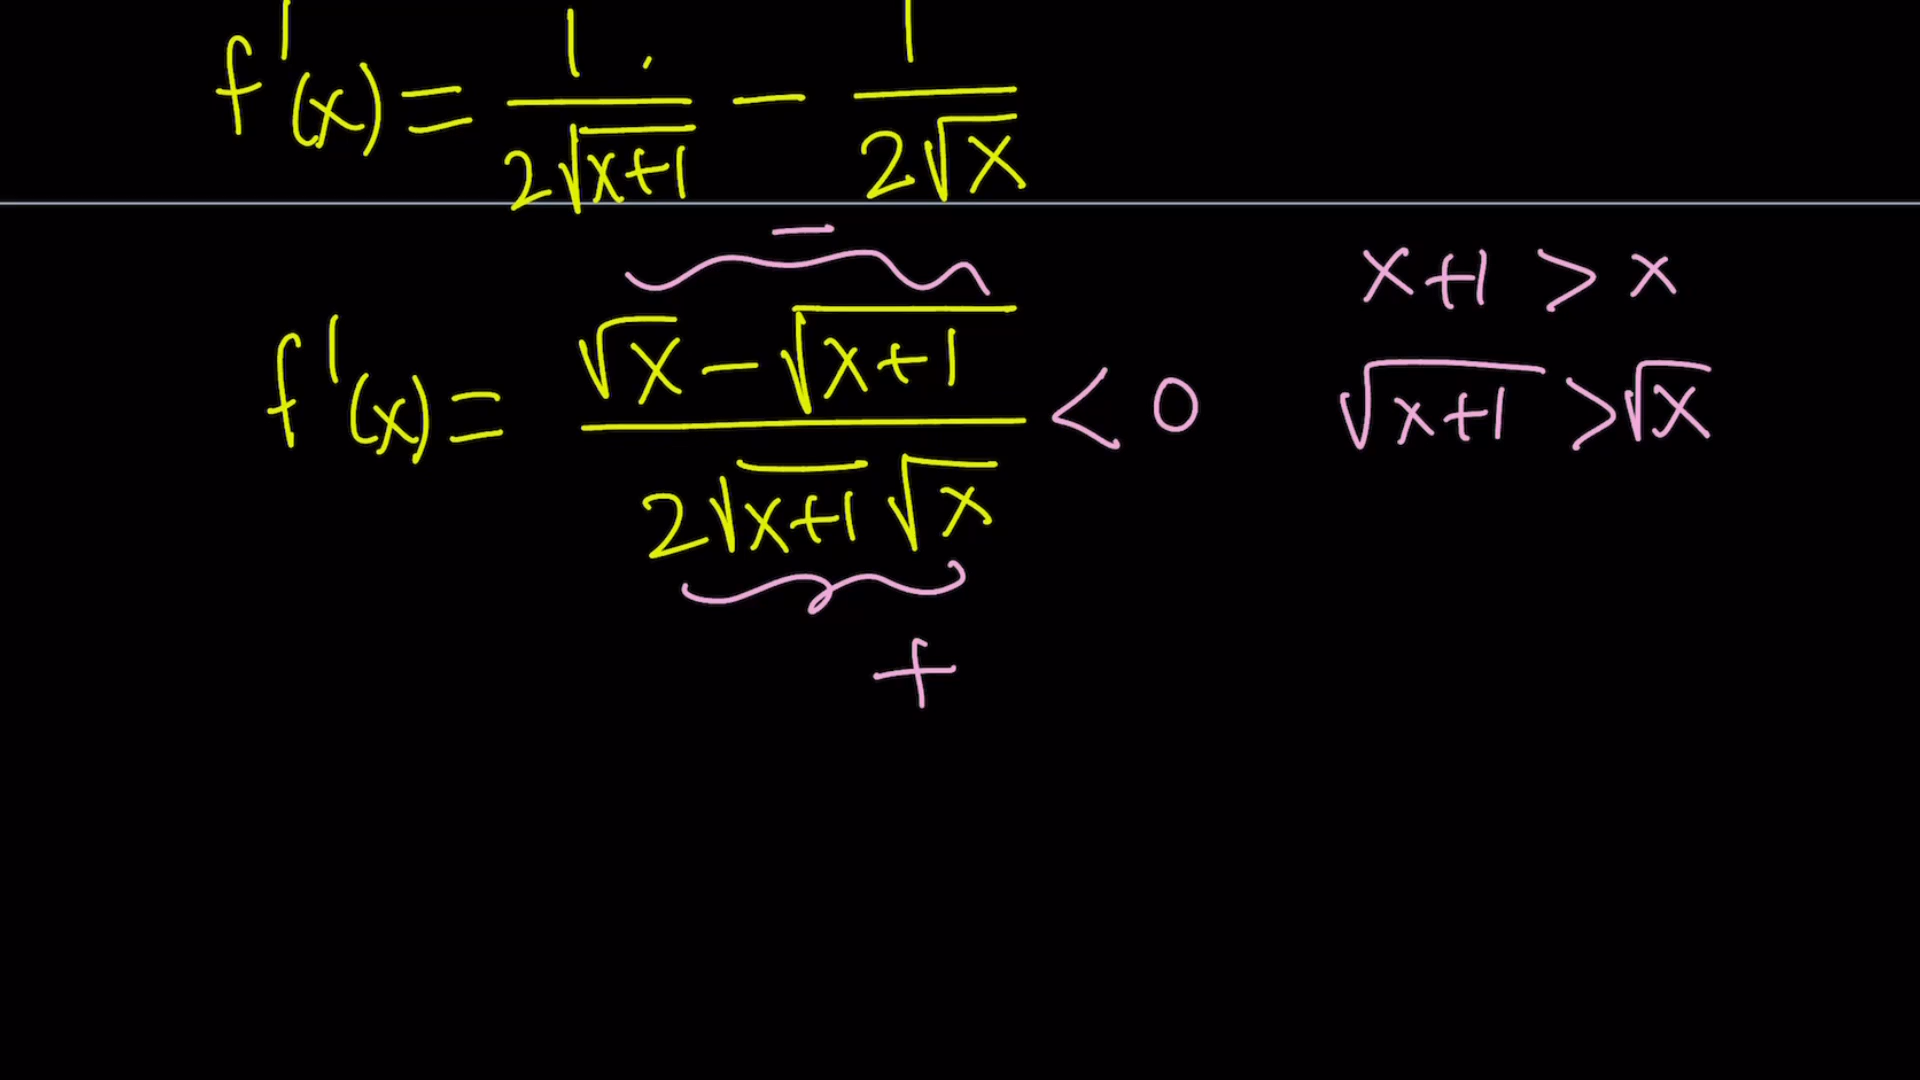 f'(x) = 1/(2√(x+1)) − 1/(2√x)
−
x+1 > x
f'(x) = (√x − √(x+1))/(2√(x+1) √x) < 0
√(x+1) > √x
+